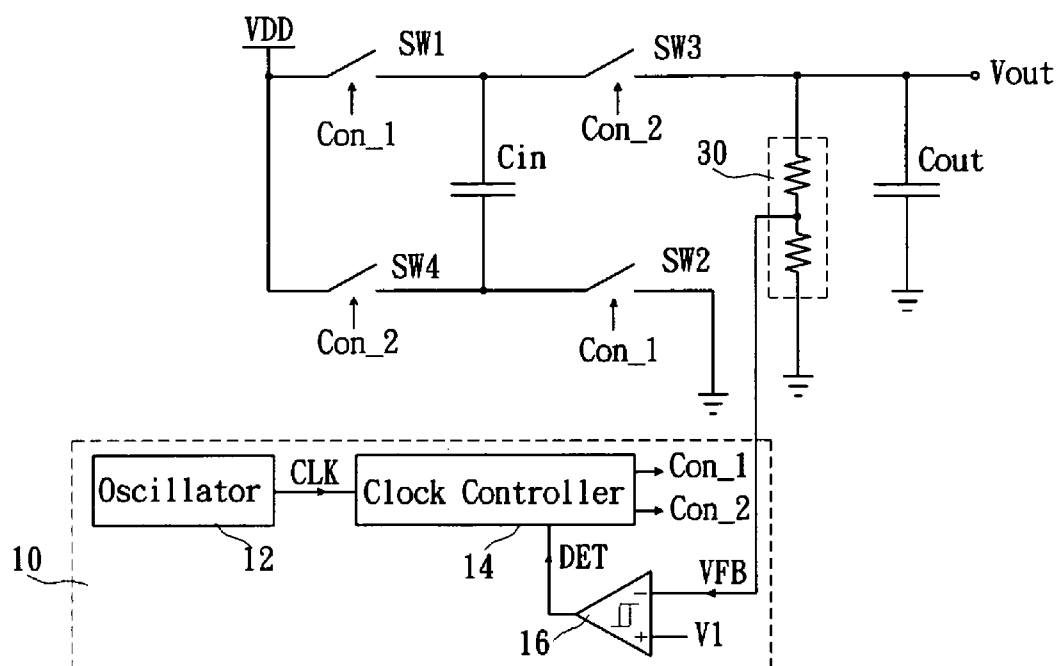 VDD
SW1
SW3
Vout
Con_1
Con_2
30
Cin
Cout
SW4
SW2
Con_2
Con_1
Oscillator
CLK
Clock Controller
Con_1
Con_2
10
12
14
DET
VFB
−
16
+
V1